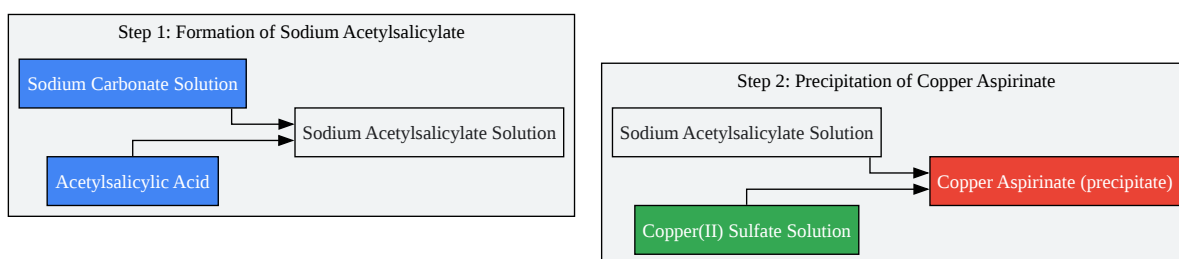 Step 1: Formation of Sodium Acetylsalicylate
Sodium Carbonate Solution
Sodium Acetylsalicylate Solution
Acetylsalicylic Acid
Step 2: Precipitation of Copper Aspirinate
Sodium Acetylsalicylate Solution
Copper Aspirinate (precipitate)
Copper(II) Sulfate Solution